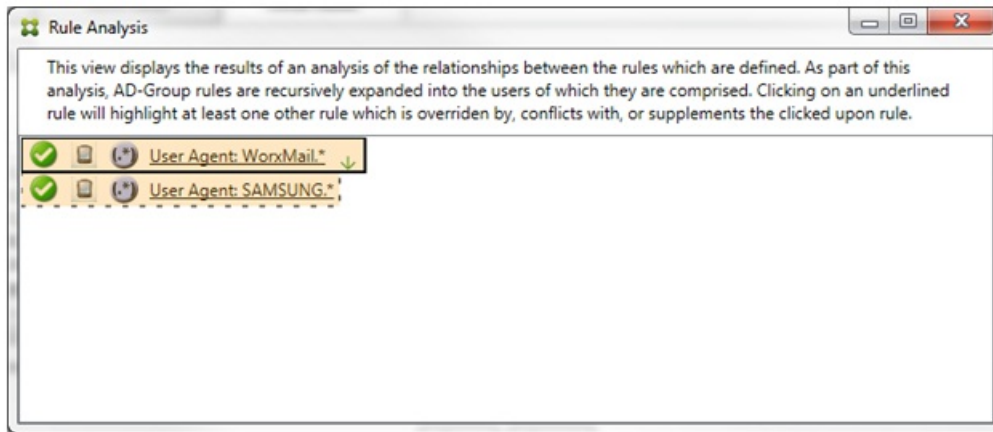 Rule Analysis
This view displays the results of an analysis of the relationships between the rules which are defined. As part of this
analysis, AD-Group rules are recursively expanded into the users of which they are comprised. Clicking on an underlined
rule will highlight at least one other rule which is overriden by, conflicts with, or supplements the clicked upon rule.
(.*) User Agent: WorxMail.*
(.*) User Agent: SAMSUNG.*